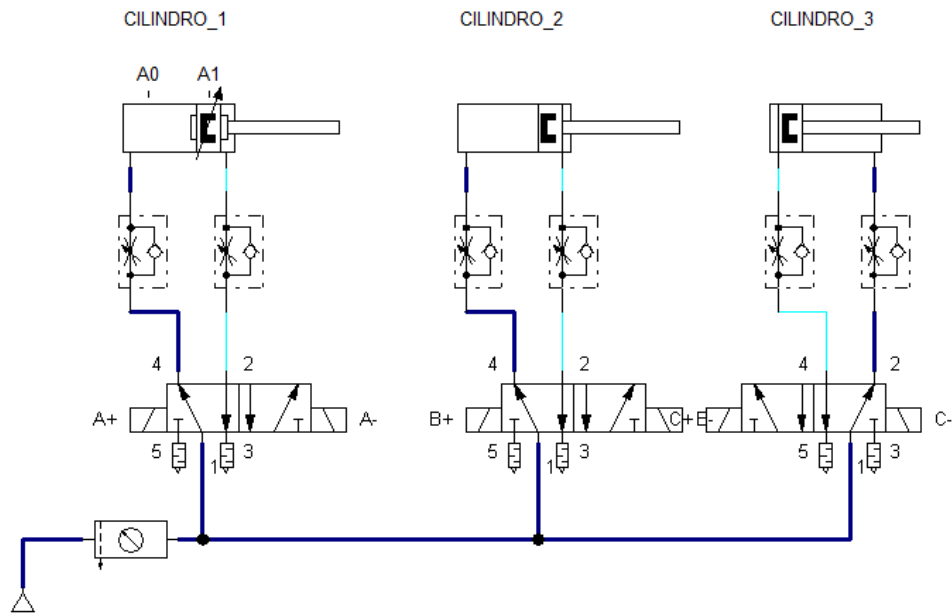 CILINDRO_1 CILINDRO_2 CILINDRO_3
A0 A1
4 2 4 2 4 2
A+ A- B+ C+ B- C-
5 1 3 5 1 3 5 1 3